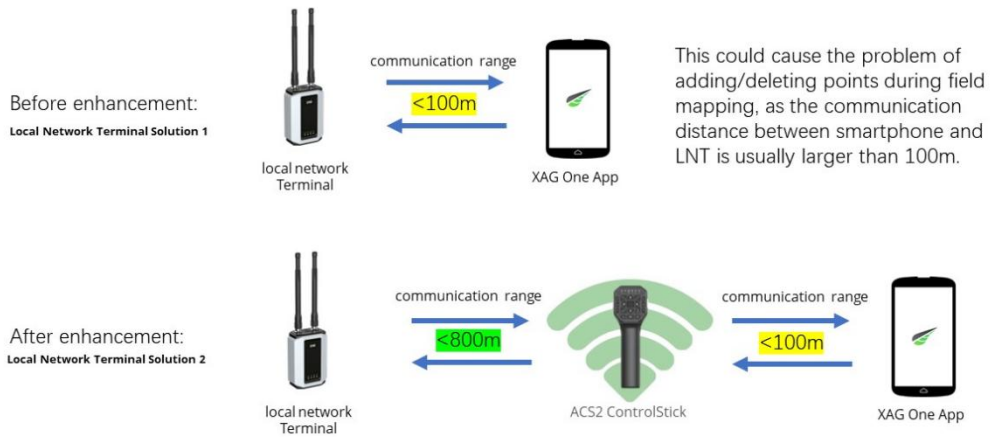 communication range
<100m
Before enhancement:
Local Network Terminal Solution 1
local network
Terminal
XAG One App
This could cause the problem of
adding/deleting points during field
mapping, as the communication
distance between smartphone and
LNT is usually larger than 100m.
After enhancement:
Local Network Terminal Solution 2
communication range
<800m
communication range
<100m
local network
Terminal
ACS2 ControlStick
XAG One App